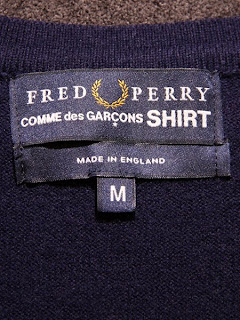 FRED PERRY
COMME des GARÇONS SHIRT
MADE IN ENGLAND
M